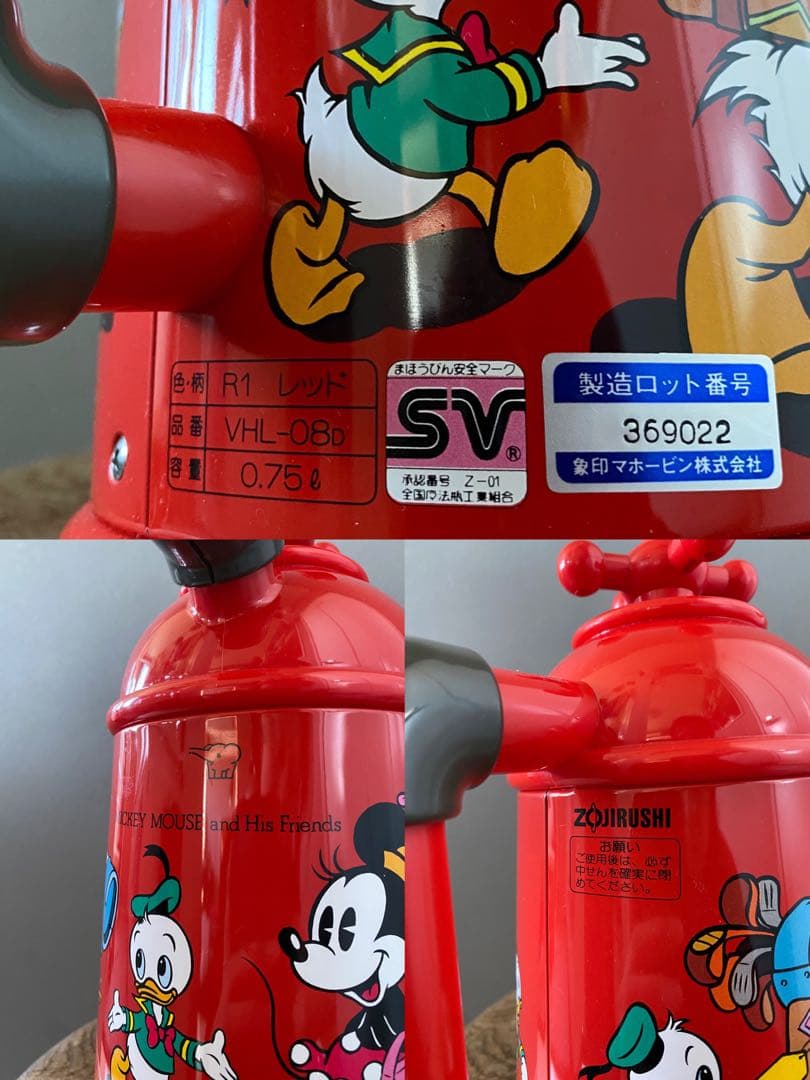 色・柄 R1 レッド
品番 VHL-08D
容量 0.75ℓ
まほうびん安全マーク
SV®
承認番号 Z-01
全国魔法瓶工業組合
製造ロット番号
369022
象印マホービン株式会社
ICKEY MOUSE and His Friends
ZOJIRUSHI
お願い
ご使用後は、必ず
中せんを確実に閉
めてください。